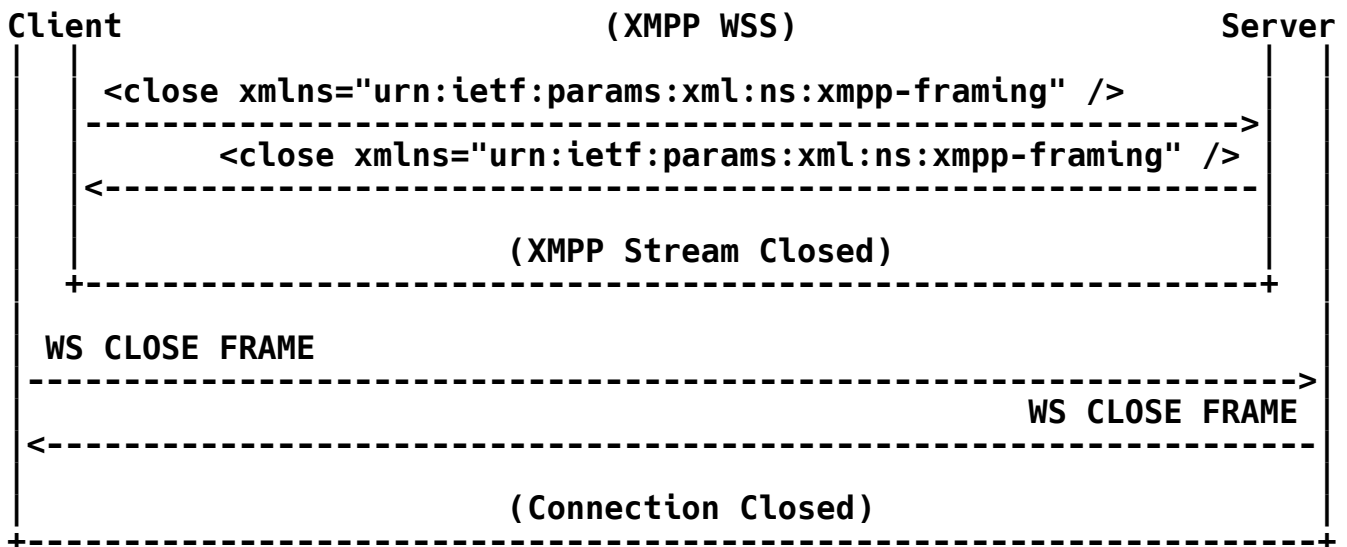 Client (XMPP WSS) Server
<close xmlns="urn:ietf:params:xml:ns:xmpp-framing" />
<close xmlns="urn:ietf:params:xml:ns:xmpp-framing" />
(XMPP Stream Closed)
WS CLOSE FRAME
WS CLOSE FRAME
(Connection Closed)